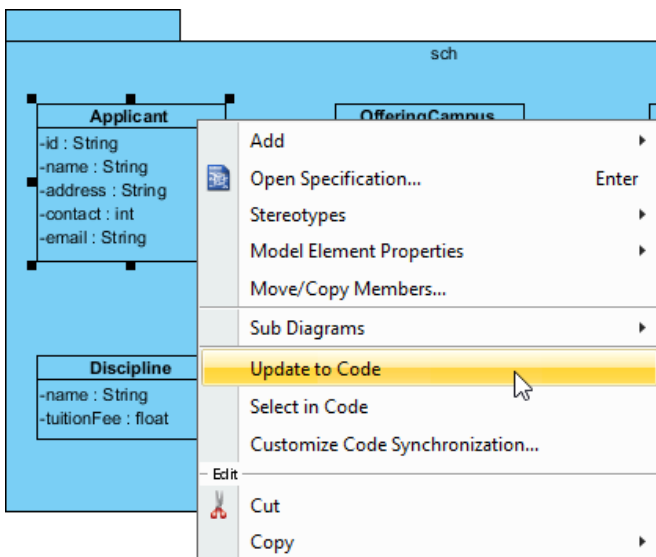 sch
Applicant
-id : String
-name : String
-address : String
-contact : int
-email : String
OfferingCampus
Discipline
-name : String
-tuitionFee : float
Add
Open Specification... Enter
Stereotypes
Model Element Properties
Move/Copy Members...
Sub Diagrams
Update to Code
Select in Code
Customize Code Synchronization...
Edit
Cut
Copy